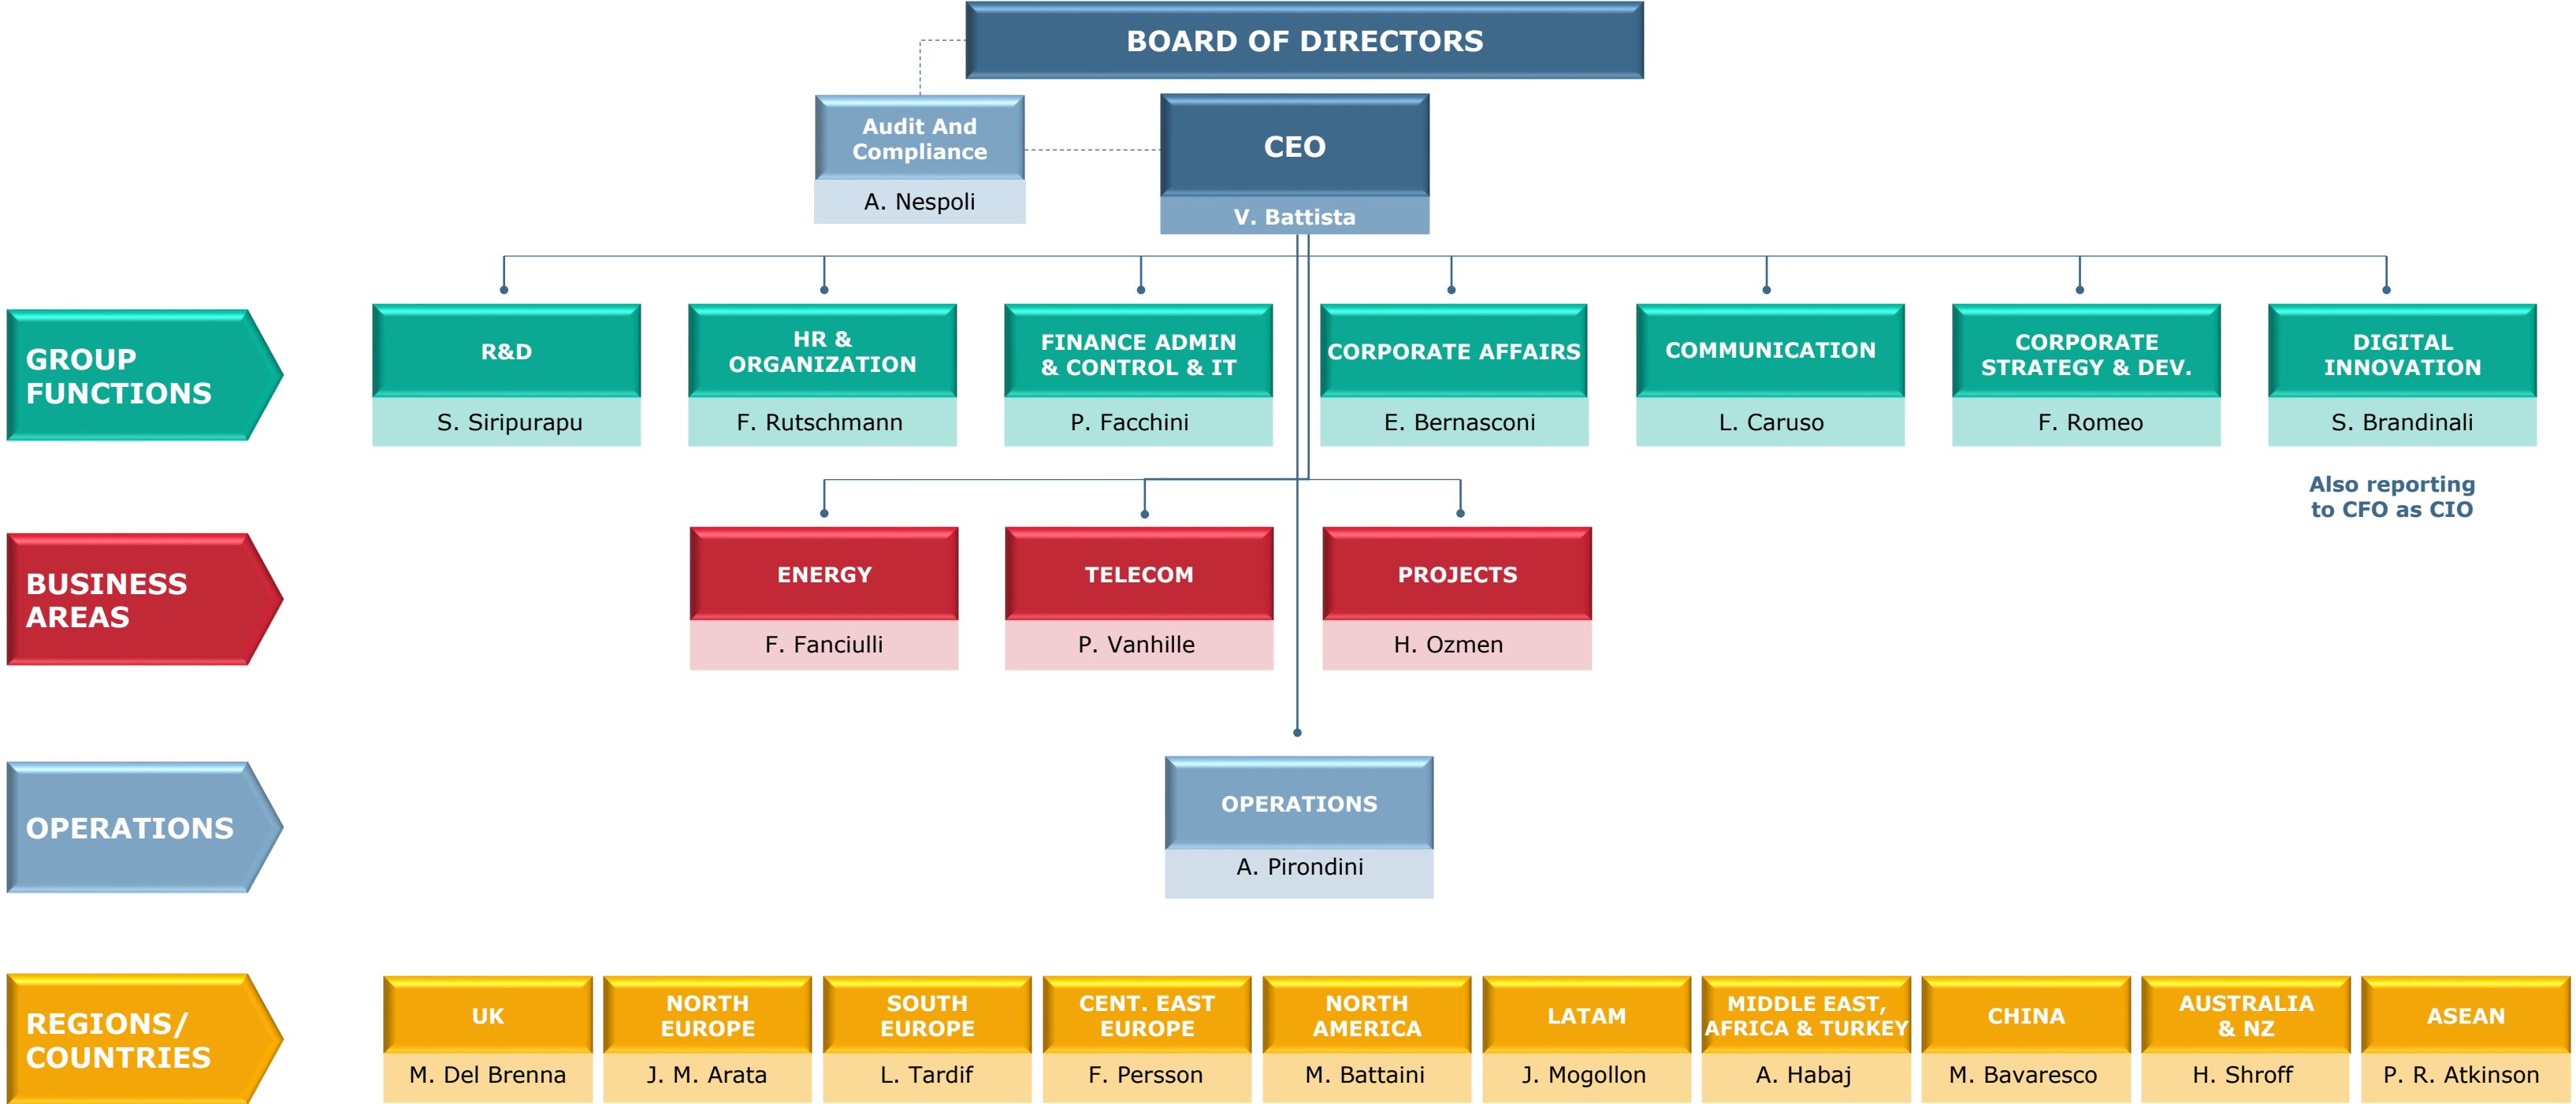 BOARD OF DIRECTORS
Audit And
Compliance
A. Nespoli
CEO
V. Battista
GROUP
FUNCTIONS
R&D
S. Siripurapu
HR &
ORGANIZATION
F. Rutschmann
FINANCE ADMIN
& CONTROL & IT
P. Facchini
CORPORATE AFFAIRS
E. Bernasconi
COMMUNICATION
L. Caruso
CORPORATE
STRATEGY & DEV.
F. Romeo
DIGITAL
INNOVATION
S. Brandinali
Also reporting
to CFO as CIO
BUSINESS
AREAS
ENERGY
F. Fanciulli
TELECOM
P. Vanhille
PROJECTS
H. Ozmen
OPERATIONS
OPERATIONS
A. Pirondini
REGIONS/
COUNTRIES
UK
M. Del Brenna
NORTH
EUROPE
J. M. Arata
SOUTH
EUROPE
L. Tardif
CENT. EAST
EUROPE
F. Persson
NORTH
AMERICA
M. Battaini
LATAM
J. Mogollon
MIDDLE EAST,
AFRICA & TURKEY
A. Habaj
CHINA
M. Bavaresco
AUSTRALIA
& NZ
H. Shroff
ASEAN
P. R. Atkinson